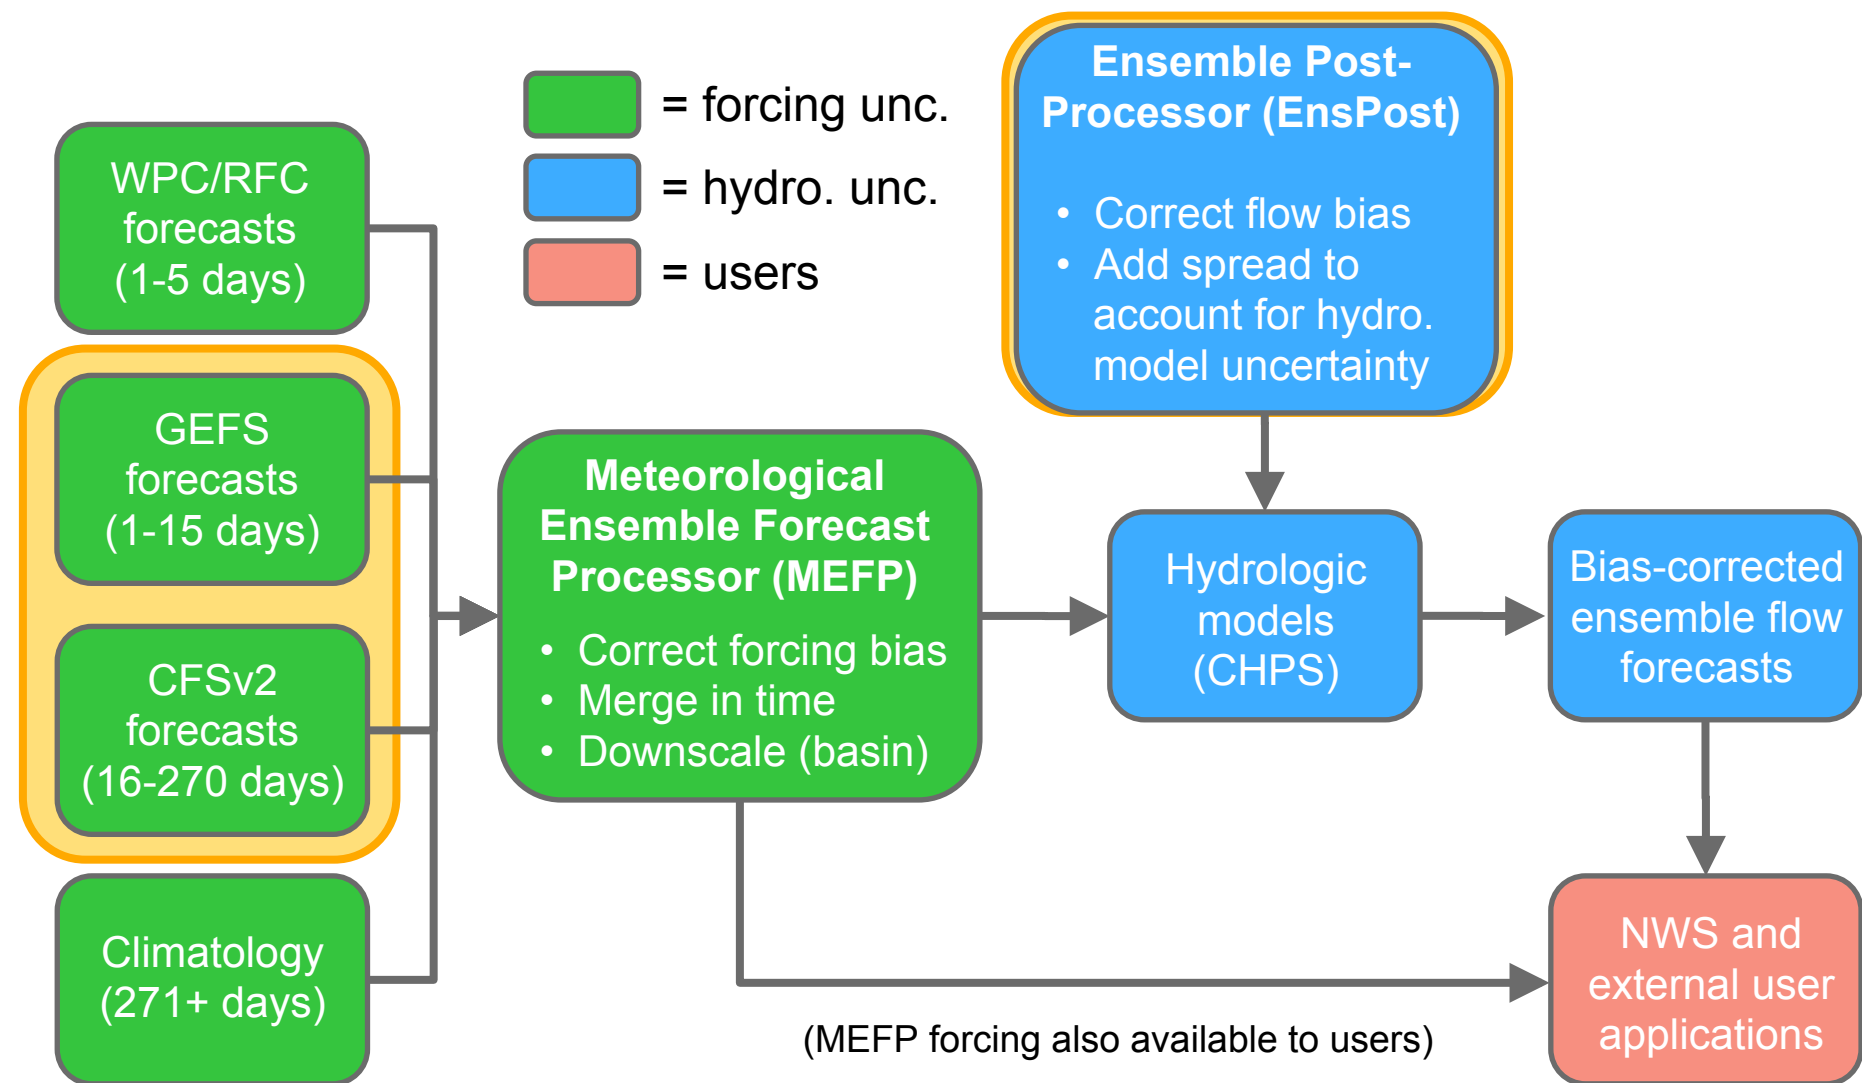 = forcing unc.
= hydro. unc.
= users
WPC/RFC
forecasts
(1-5 days)
GEFS
forecasts
(1-15 days)
CFSv2
forecasts
(16-270 days)
Climatology
(271+ days)
Meteorological
Ensemble Forecast
Processor (MEFP)
• Correct forcing bias
• Merge in time
• Downscale (basin)
Ensemble Post-
Processor (EnsPost)
• Correct flow bias
• Add spread to
account for hydro.
model uncertainty
Hydrologic
models
(CHPS)
Bias-corrected
ensemble flow
forecasts
NWS and
external user
applications
(MEFP forcing also available to users)